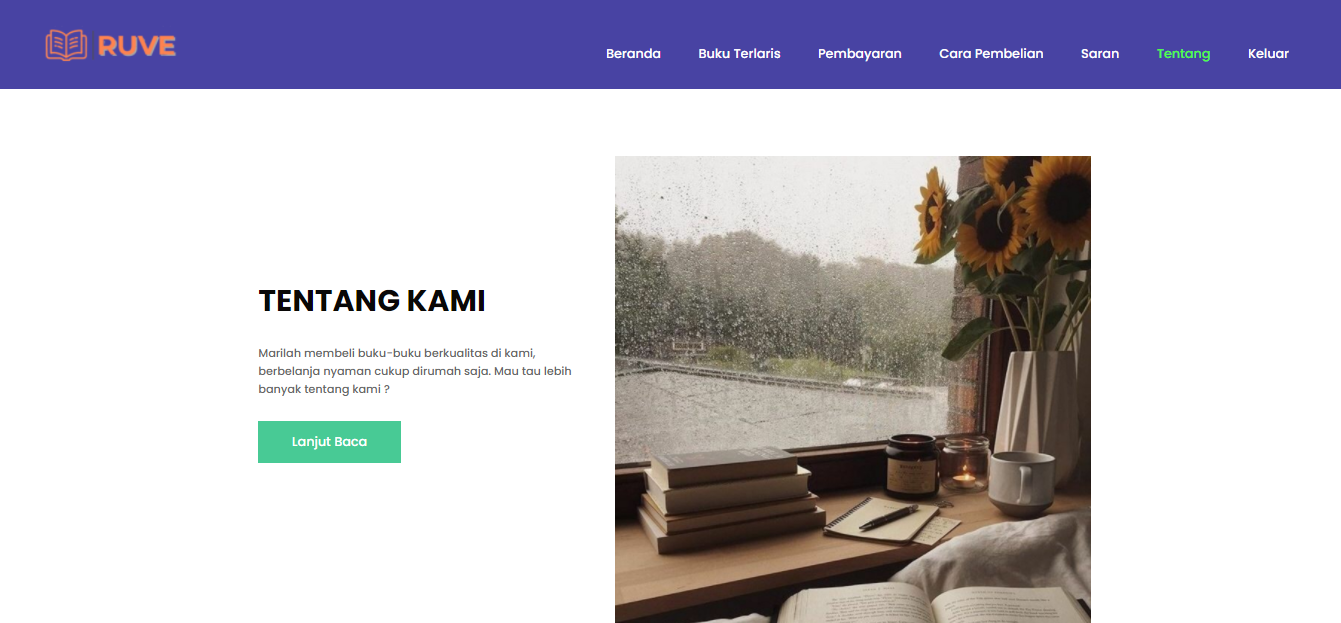 RUVE
Beranda Buku Terlaris Pembayaran Cara Pembelian Saran Tentang Keluar
TENTANG KAMI
Marilah membeli buku-buku berkualitas di kami,
berbelanja nyaman cukup dirumah saja. Mau tau lebih
banyak tentang kami ?
Lanjut Baca